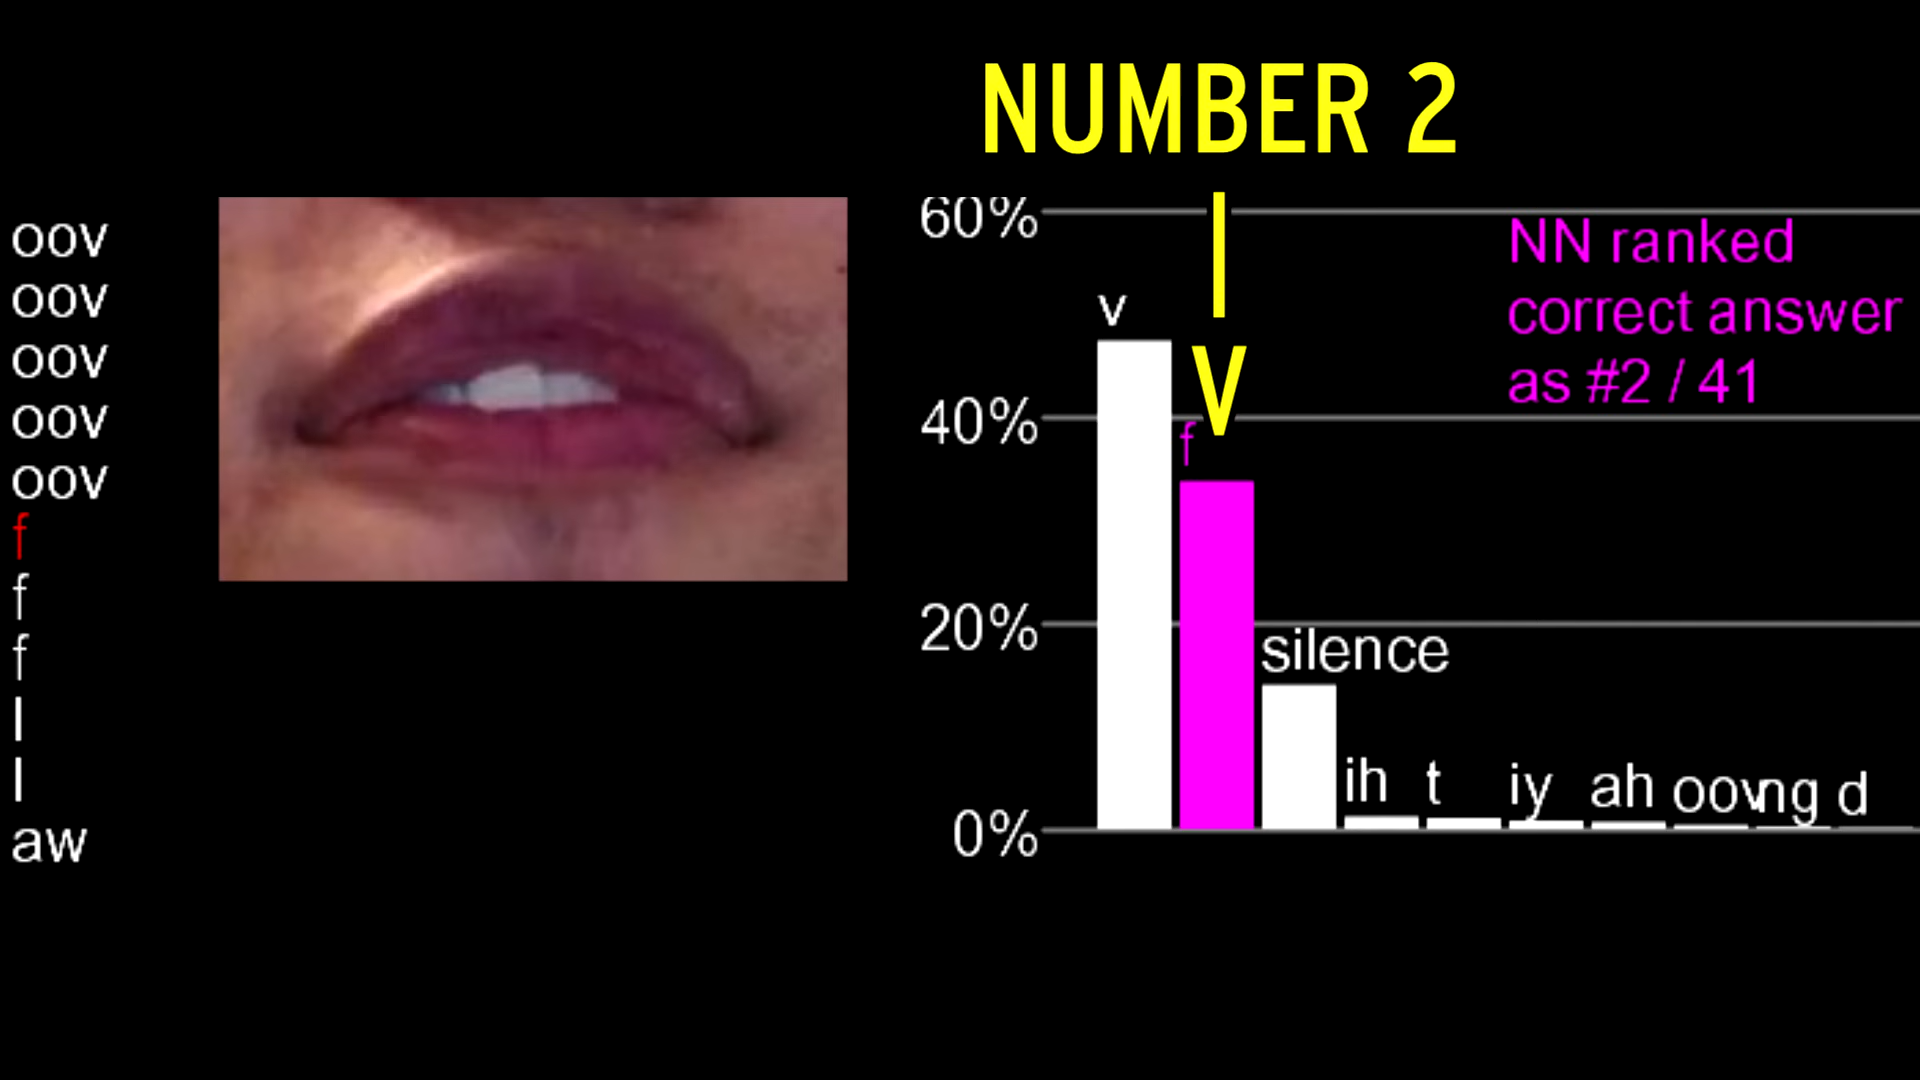 NUMBER 2
oov
oov
oov
oov
oov
f
f
f
l
l
aw
60%
40%
20%
0%
v
V
f
silence
ih
t
iy
ah
oov
ng
d
NN ranked
correct answer
as #2 / 41